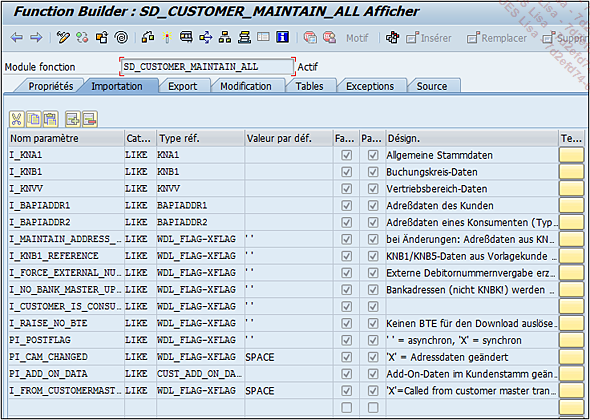 Function Builder : SD_CUSTOMER_MAINTAIN_ALL Afficher
Motif Insérer Remplacer
Module fonction SD_CUSTOMER_MAINTAIN_ALL Actif
Propriétés Importation Export Modification Tables Exceptions Source
Nom paramètre Cat... Type réf. Valeur par déf. Fa... Pa... Désign. Te...
I_KNA1 LIKE KNA1 Allgemeine Stammdaten
I_KNB1 LIKE KNB1 Buchungskreis-Daten
I_KNVV LIKE KNVV Vertriebsbereich-Daten
I_BAPIADDR1 LIKE BAPIADDR1 Adreßdaten des Kunden
I_BAPIADDR2 LIKE BAPIADDR2 Adreßdaten eines Konsumenten (Typ...
I_MAINTAIN_ADDRESS_... LIKE WDL_FLAG-XFLAG ' ' bei Änderungen: Adreßdaten aus KN...
I_KNB1_REFERENCE LIKE WDL_FLAG-XFLAG ' ' KNB1/KNB5-Daten aus Vorlagekunde ...
I_FORCE_EXTERNAL_NU... LIKE WDL_FLAG-XFLAG ' ' Externe Debitornummernvergabe erz...
I_NO_BANK_MASTER_UP... LIKE WDL_FLAG-XFLAG ' ' Bankadressen (nicht KNBK!) werden ...
I_CUSTOMER_IS_CONSU... LIKE WDL_FLAG-XFLAG ' '
I_RAISE_NO_BTE LIKE WDL_FLAG-XFLAG ' ' Keinen BTE für den Download auslöse...
PI_POSTFLAG LIKE WDL_FLAG-XFLAG ' ' ' ' = asynchron, 'X' = synchron
PI_CAM_CHANGED LIKE WDL_FLAG-XFLAG SPACE 'X' = Adressdaten geändert
PI_ADD_ON_DATA LIKE CUST_ADD_ON_DA... Add-On-Daten im Kundenstamm geän...
I_FROM_CUSTOMERMAST... LIKE WDL_FLAG-XFLAG SPACE 'X'=Called from customer master tran...